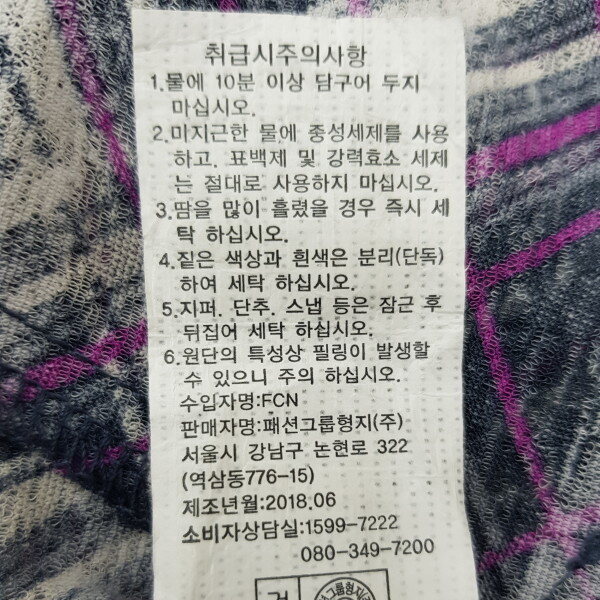 취급시주의사항
1.물에 10분 이상 담구어 두지
마십시오.
2.마지근한 물에 종성세제를 사용
하고. 표백제 및 강력효소 세제
는 절대로 사용하지 마십시오.
3.땀을 많이 흘렸을 경우 즉시 세
탁 하십시오.
4.짙은 색상과 흰색은 분리(단독)
하여 세탁 하십시오.
5.지퍼. 단추. 스냅 등은 잠근 후
뒤집어 세탁 하십시오.
6.원단의 특성상 필링이 발생할
수 있으니 주의 하십시오.
수입자명:FCN
판매자명:패션그룹형지(주)
서울시 강남구 논현로 322
(역삼동776-15)
제조년월:2018.06
소비자상담실:1599-7222
080-349-7200